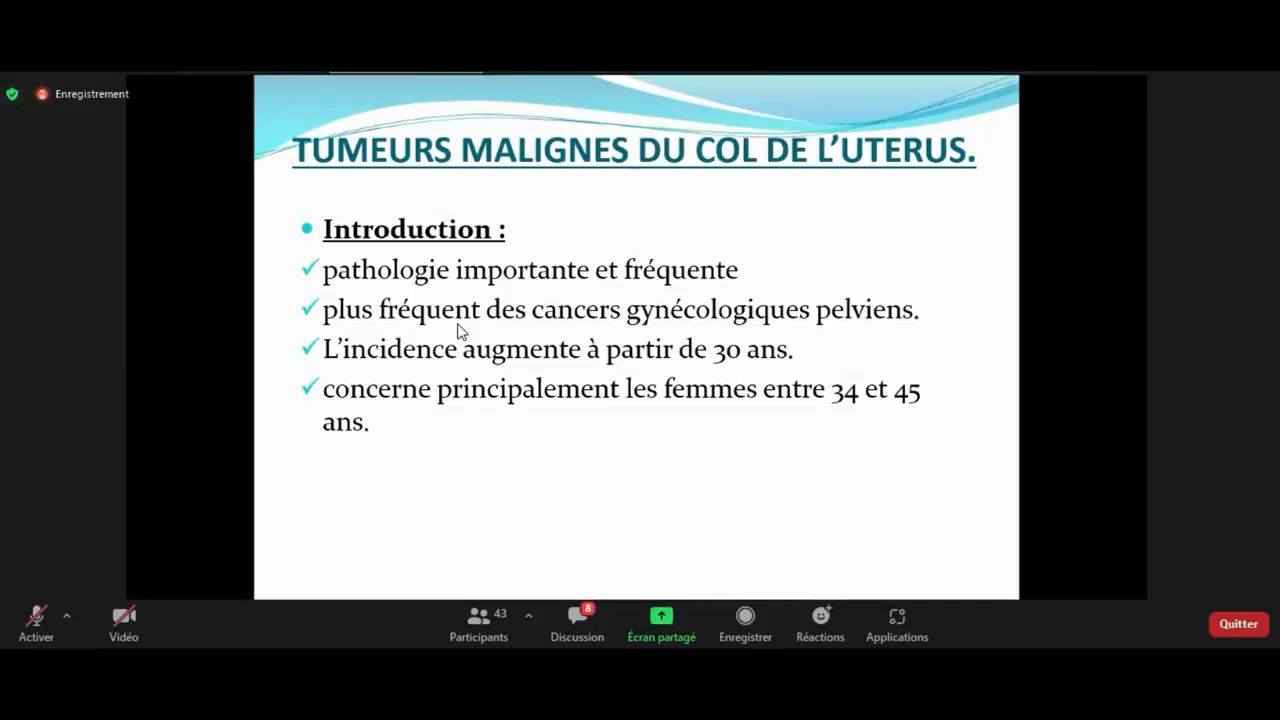 Enregistrement
TUMEURS MALIGNES DU COL DE L’UTERUS.
Introduction :
pathologie importante et fréquente
plus fréquent des cancers gynécologiques pelviens.
L’incidence augmente à partir de 30 ans.
concerne principalement les femmes entre 34 et 45
ans.
43
8
Activer
Vidéo
Participants
Discussion
Écran partagé
Enregistrer
Réactions
Applications
Quitter